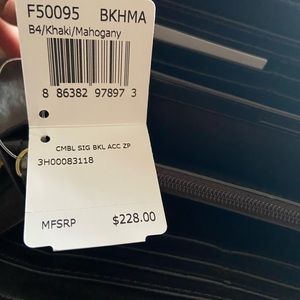 F50095 BKHMA
B4/Khaki/Mahogany
8 86382 97897 3
CMBL SIG BKL ACC ZP
3H00083118
MFSRP $228.00